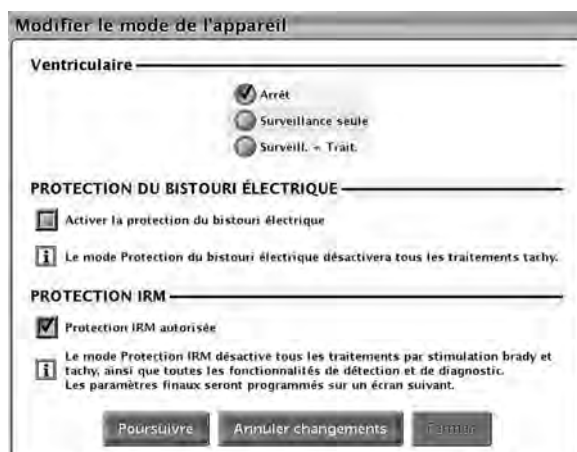 Modifier le mode de l'appareil
Ventriculaire
Arrêt
Surveillance seule
Surveill. + Trait.
PROTECTION DU BISTOURI ÉLECTRIQUE
Activer la protection du bistouri électrique
Le mode Protection du bistouri électrique désactivera tous les traitements tachy.
PROTECTION IRM
Protection IRM autorisée
Le mode Protection IRM désactive tous les traitements par stimulation brady et
tachy, ainsi que toutes les fonctionnalités de détection et de diagnostic.
Les paramètres finaux seront programmés sur un écran suivant.
Poursuivre Annuler changements Fermer